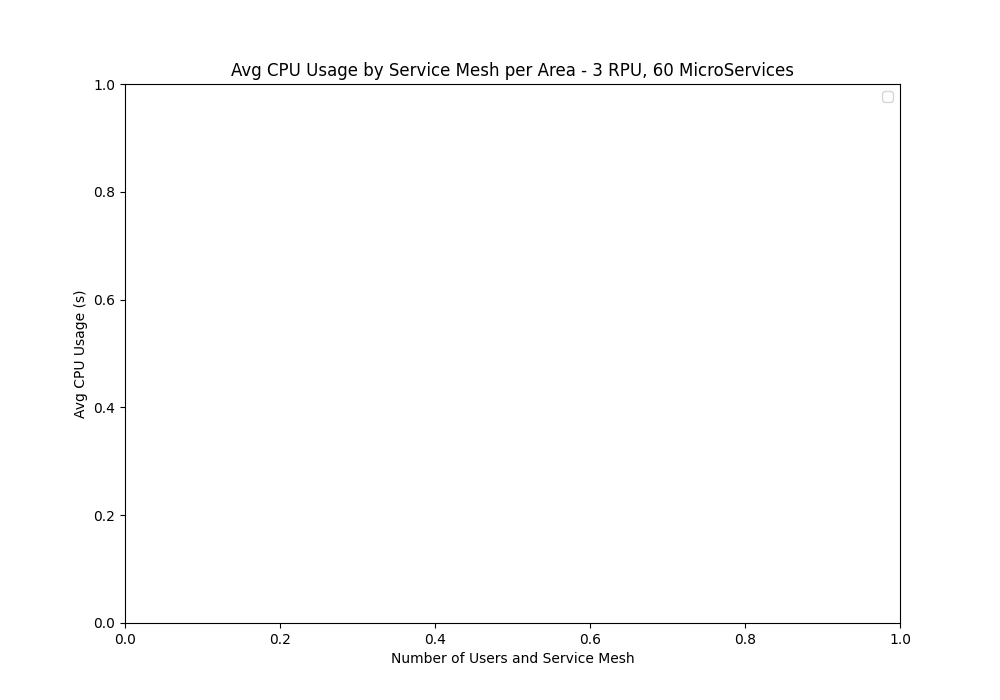 Avg CPU Usage by Service Mesh per Area - 3 RPU, 60 MicroServices
1.0
0.8
0.6
0.4
0.2
0.0
Avg CPU Usage (s)
0.0 0.2 0.4 0.6 0.8 1.0
Number of Users and Service Mesh